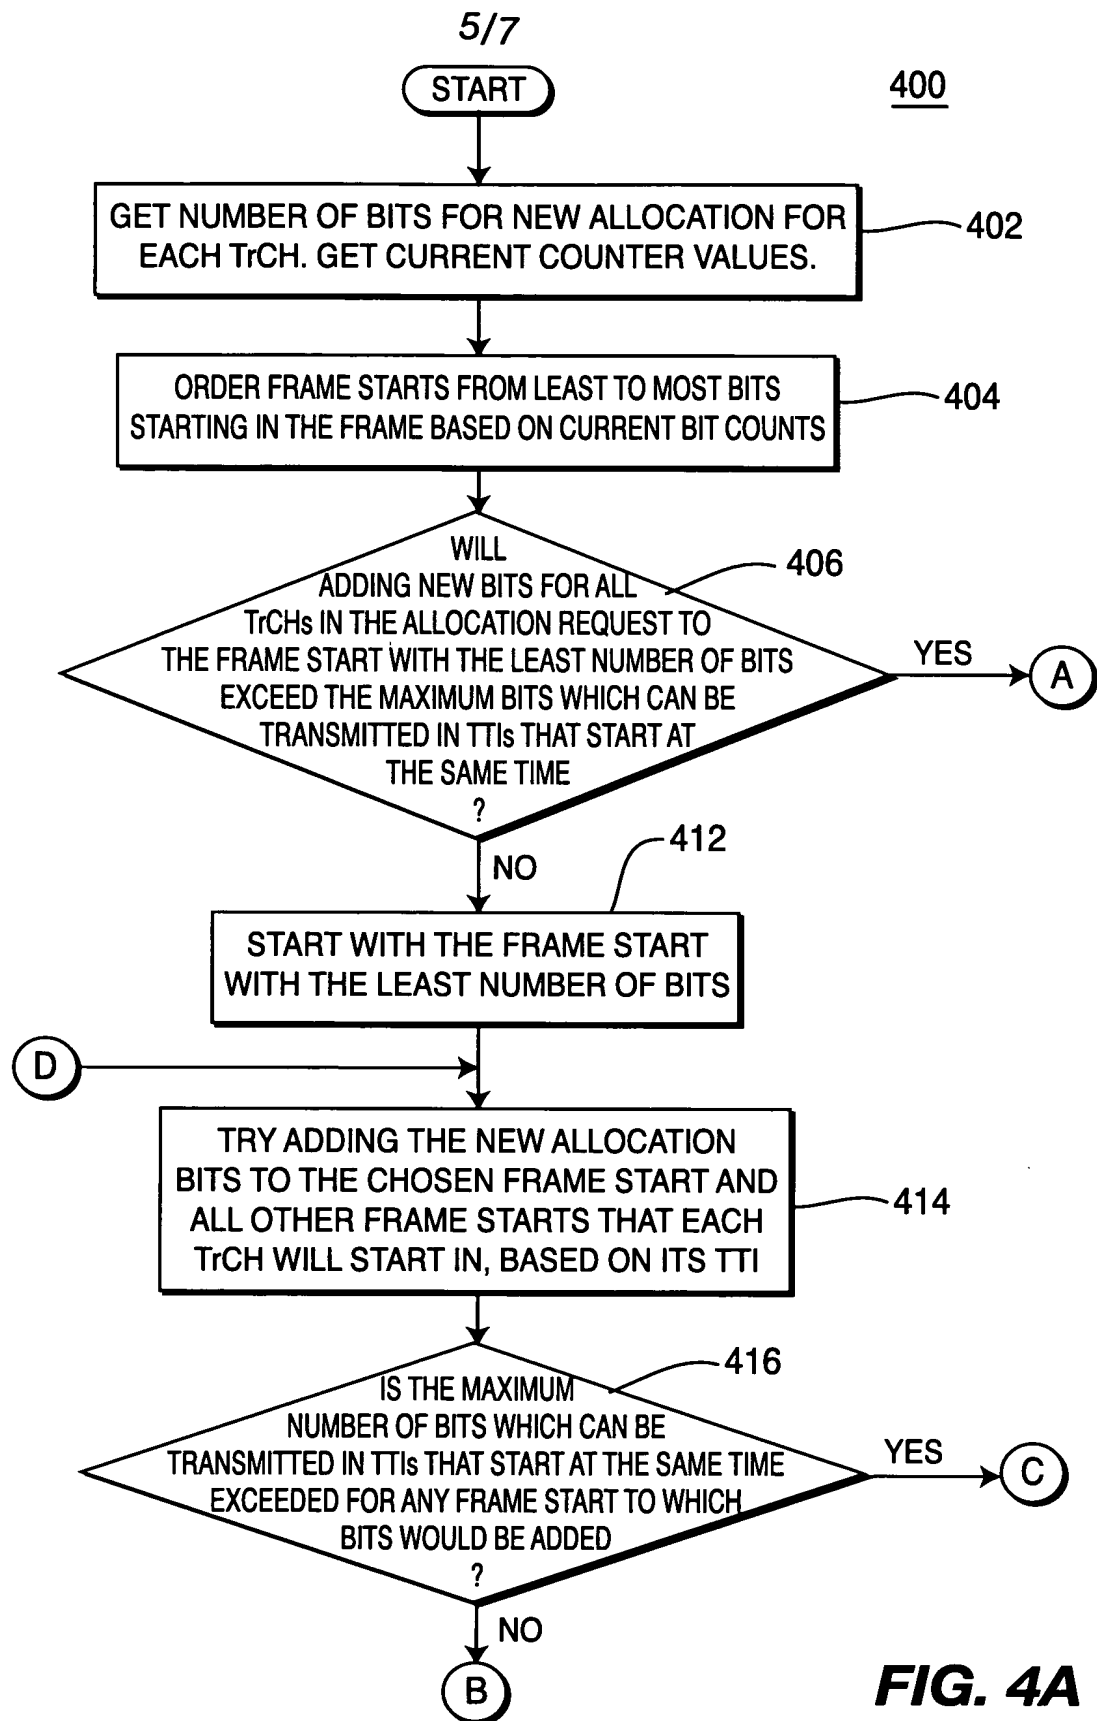 5/7
START
400
GET NUMBER OF BITS FOR NEW ALLOCATION FOR
EACH TrCH. GET CURRENT COUNTER VALUES.
402
ORDER FRAME STARTS FROM LEAST TO MOST BITS
STARTING IN THE FRAME BASED ON CURRENT BIT COUNTS
404
WILL
ADDING NEW BITS FOR ALL
TrCHs IN THE ALLOCATION REQUEST TO
THE FRAME START WITH THE LEAST NUMBER OF BITS
EXCEED THE MAXIMUM BITS WHICH CAN BE
TRANSMITTED IN TTIs THAT START AT
THE SAME TIME
?
406
YES
A
NO
412
START WITH THE FRAME START
WITH THE LEAST NUMBER OF BITS
D
TRY ADDING THE NEW ALLOCATION
BITS TO THE CHOSEN FRAME START AND
ALL OTHER FRAME STARTS THAT EACH
TrCH WILL START IN, BASED ON ITS TTI
414
IS THE MAXIMUM
NUMBER OF BITS WHICH CAN BE
TRANSMITTED IN TTIs THAT START AT THE SAME TIME
EXCEEDED FOR ANY FRAME START TO WHICH
BITS WOULD BE ADDED
?
416
YES
C
NO
B
FIG. 4A